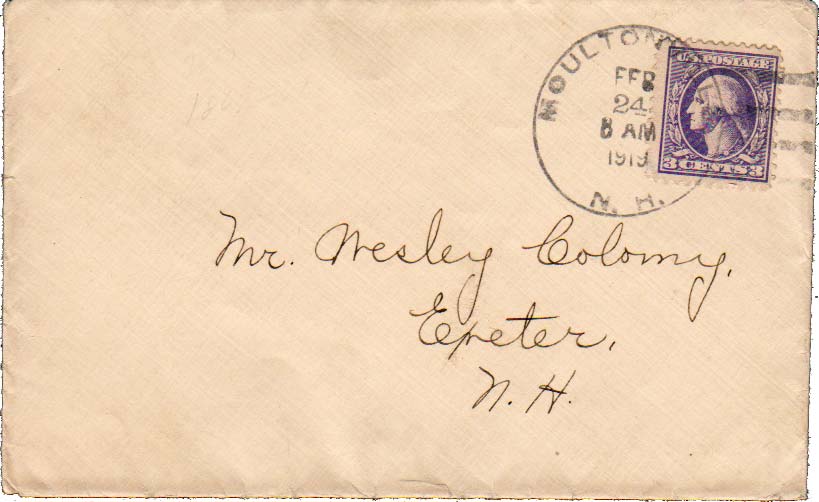 MOULTON
FEB
24
8 AM
1919
N. H.
U.S. POSTAGE
3 CENTS 3
Mr. Wesley Colomy,
Exeter,
N. H.